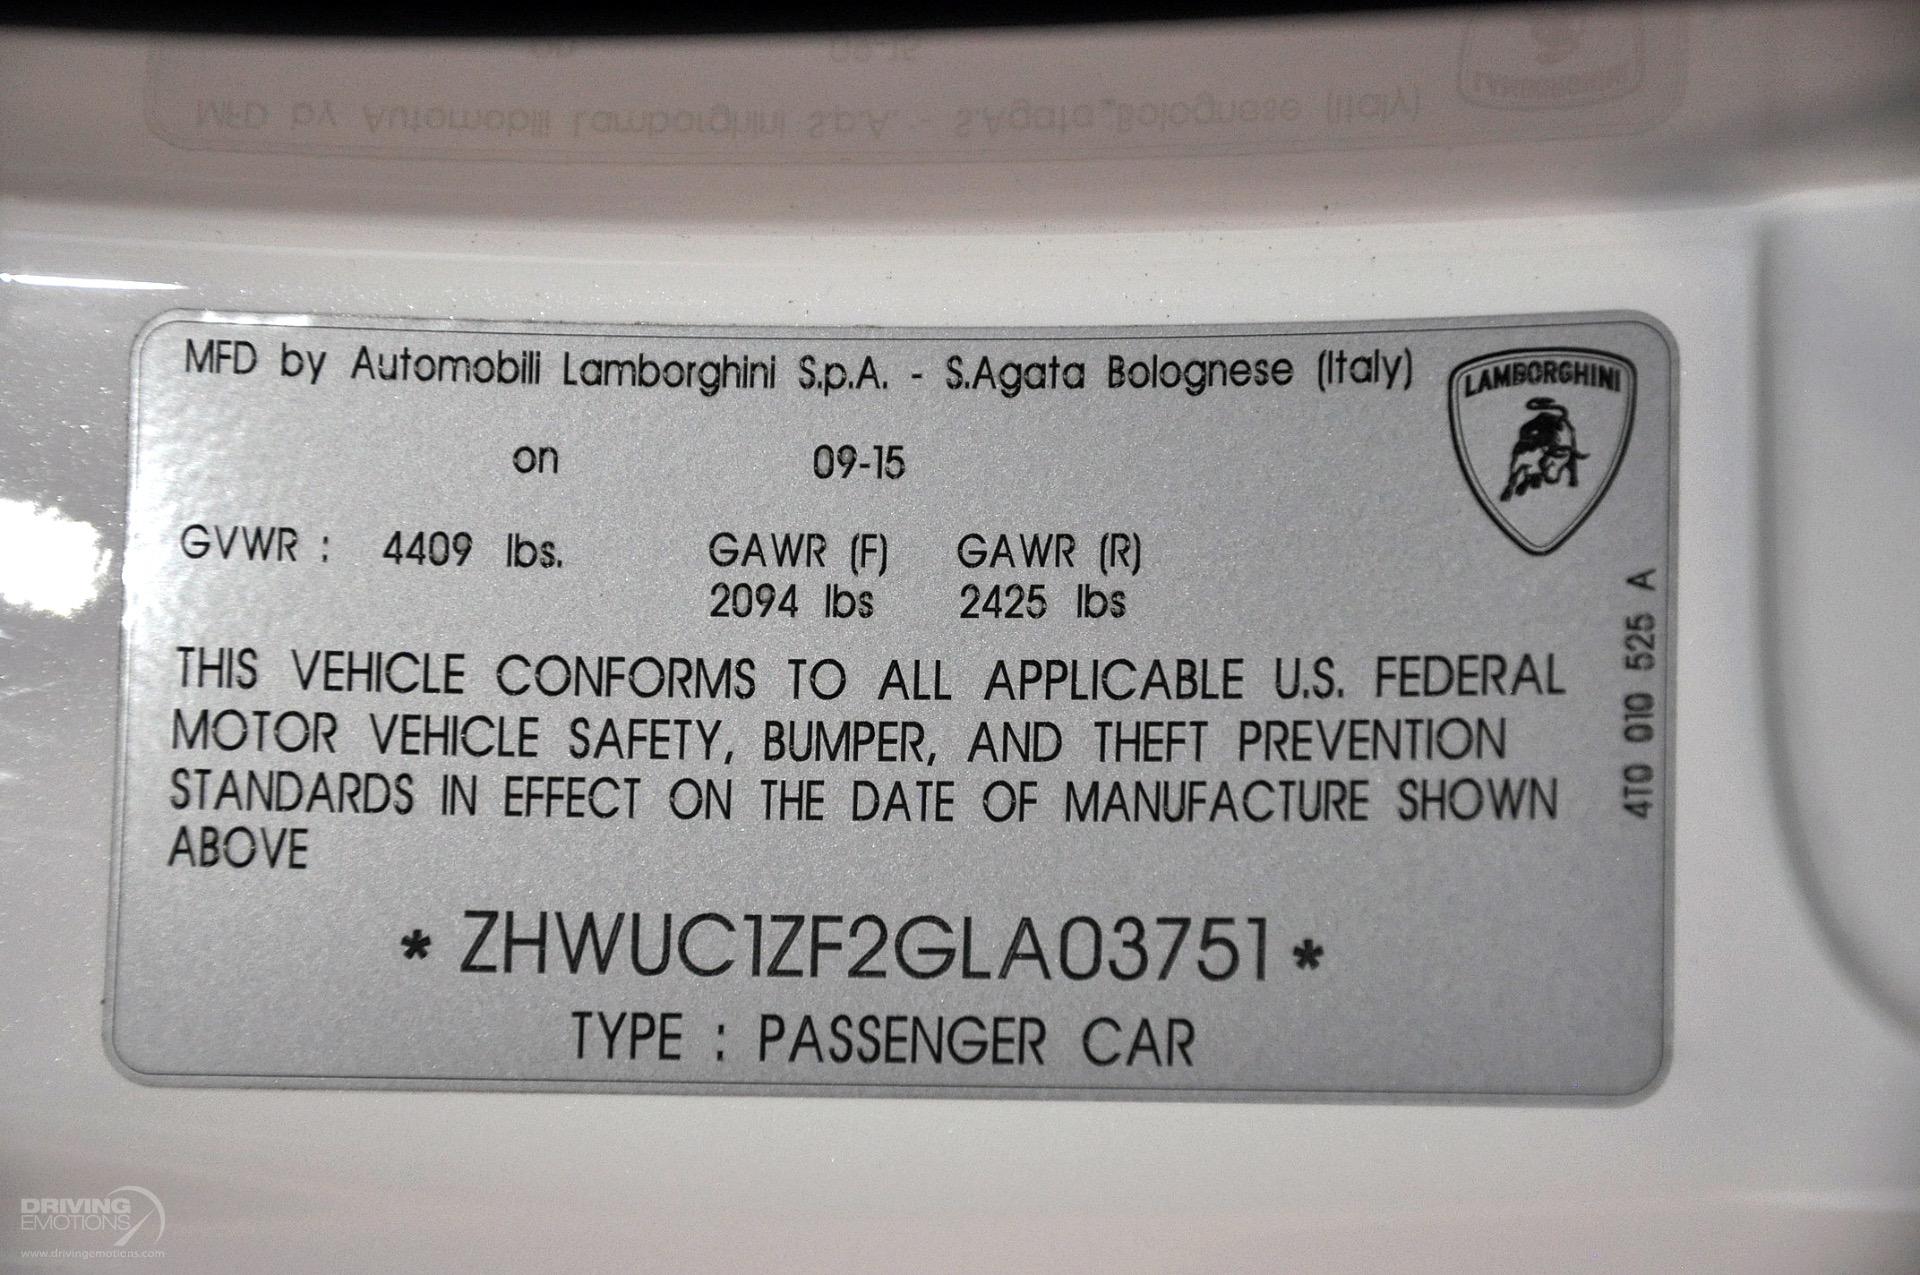 MFD by Automobili Lamborghini S.p.A. - S.Agata Bolognese (Italy)
LAMBORGHINI
on 09-15
GVWR : 4409 lbs. GAWR (F) GAWR (R)
2094 lbs 2425 lbs
THIS VEHICLE CONFORMS TO ALL APPLICABLE U.S. FEDERAL
MOTOR VEHICLE SAFETY, BUMPER, AND THEFT PREVENTION
STANDARDS IN EFFECT ON THE DATE OF MANUFACTURE SHOWN
ABOVE
* ZHWUC1ZF2GLA03751 *
TYPE : PASSENGER CAR
4T0 010 525 A
DRIVING
EMOTIONS
www.drivingemotions.com